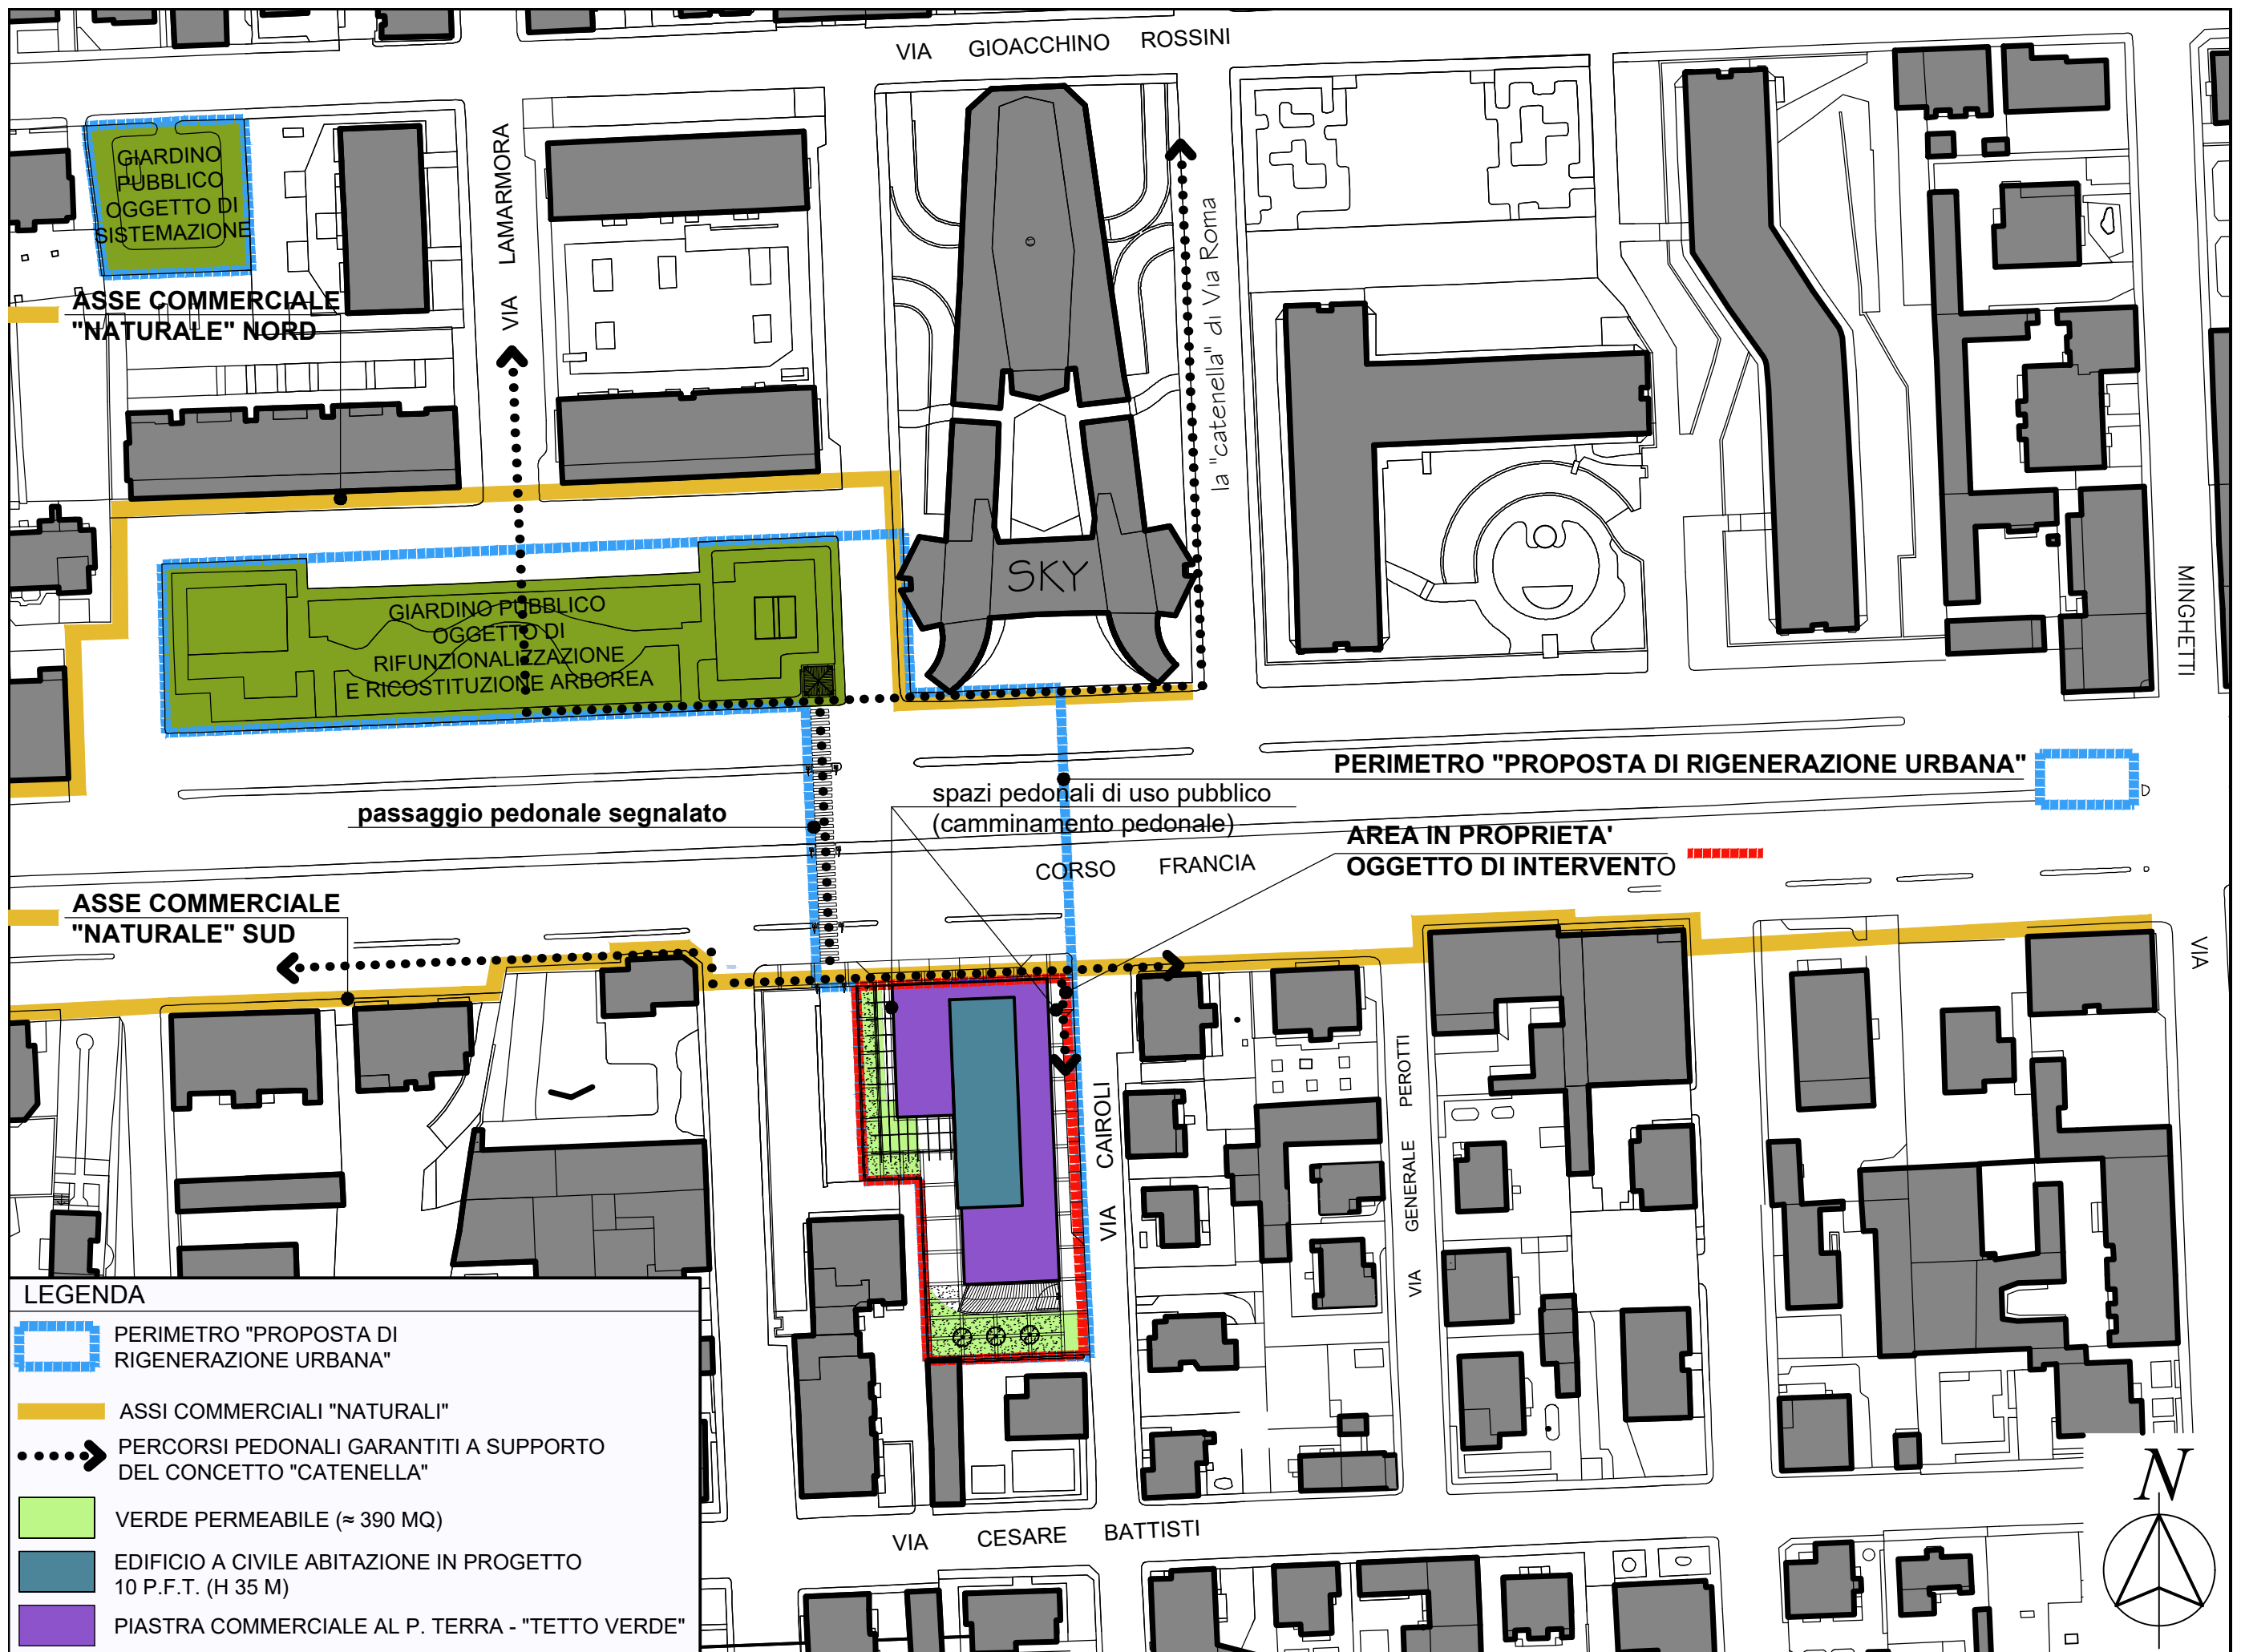 VIA GIOACCHINO ROSSINI
GIARDINO
PUBBLICO
OGGETTO DI
SISTEMAZIONE
VIA LAMARMORA
la "catenella" di Via Roma
ASSE COMMERCIALE
"NATURALE" NORD
SKY
GIARDINO PUBBLICO
OGGETTO DI
RIFUNZIONALIZZAZIONE
E RICOSTITUZIONE ARBOREA
MINGHETTI
VIA
PERIMETRO "PROPOSTA DI RIGENERAZIONE URBANA"
passaggio pedonale segnalato
spazi pedonali di uso pubblico
(camminamento pedonale)
AREA IN PROPRIETA'
OGGETTO DI INTERVENTO
CORSO FRANCIA
ASSE COMMERCIALE
"NATURALE" SUD
VIA CAIROLI
VIA GENERALE PEROTTI
VIA CESARE BATTISTI
N
LEGENDA
PERIMETRO "PROPOSTA DI
RIGENERAZIONE URBANA"
ASSI COMMERCIALI "NATURALI"
PERCORSI PEDONALI GARANTITI A SUPPORTO
DEL CONCETTO "CATENELLA"
VERDE PERMEABILE (≈ 390 MQ)
EDIFICIO A CIVILE ABITAZIONE IN PROGETTO
10 P.F.T. (H 35 M)
PIASTRA COMMERCIALE AL P. TERRA - "TETTO VERDE"